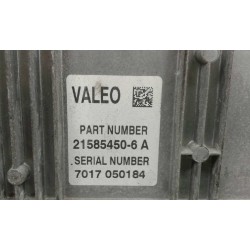 VALEO
PART NUMBER
21585450-6 A
SERIAL NUMBER
7017 050184